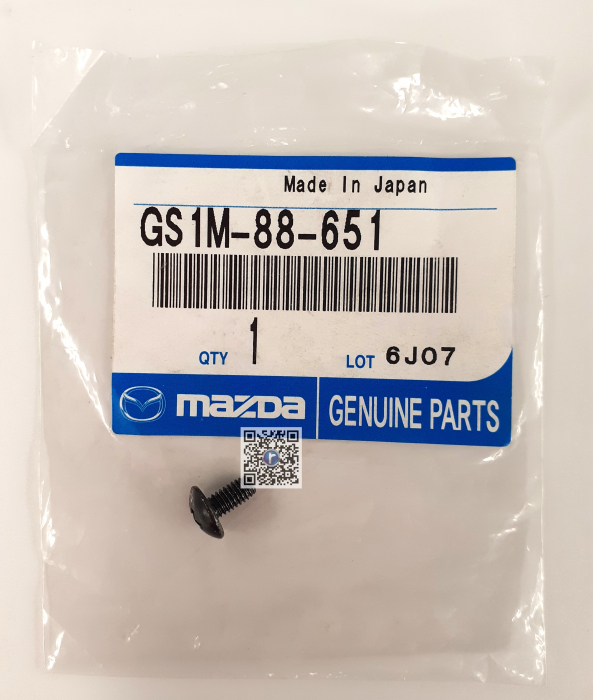 Made In Japan
GS1M-88-651
QTY 1 LOT 6J07
mazda GENUINE PARTS